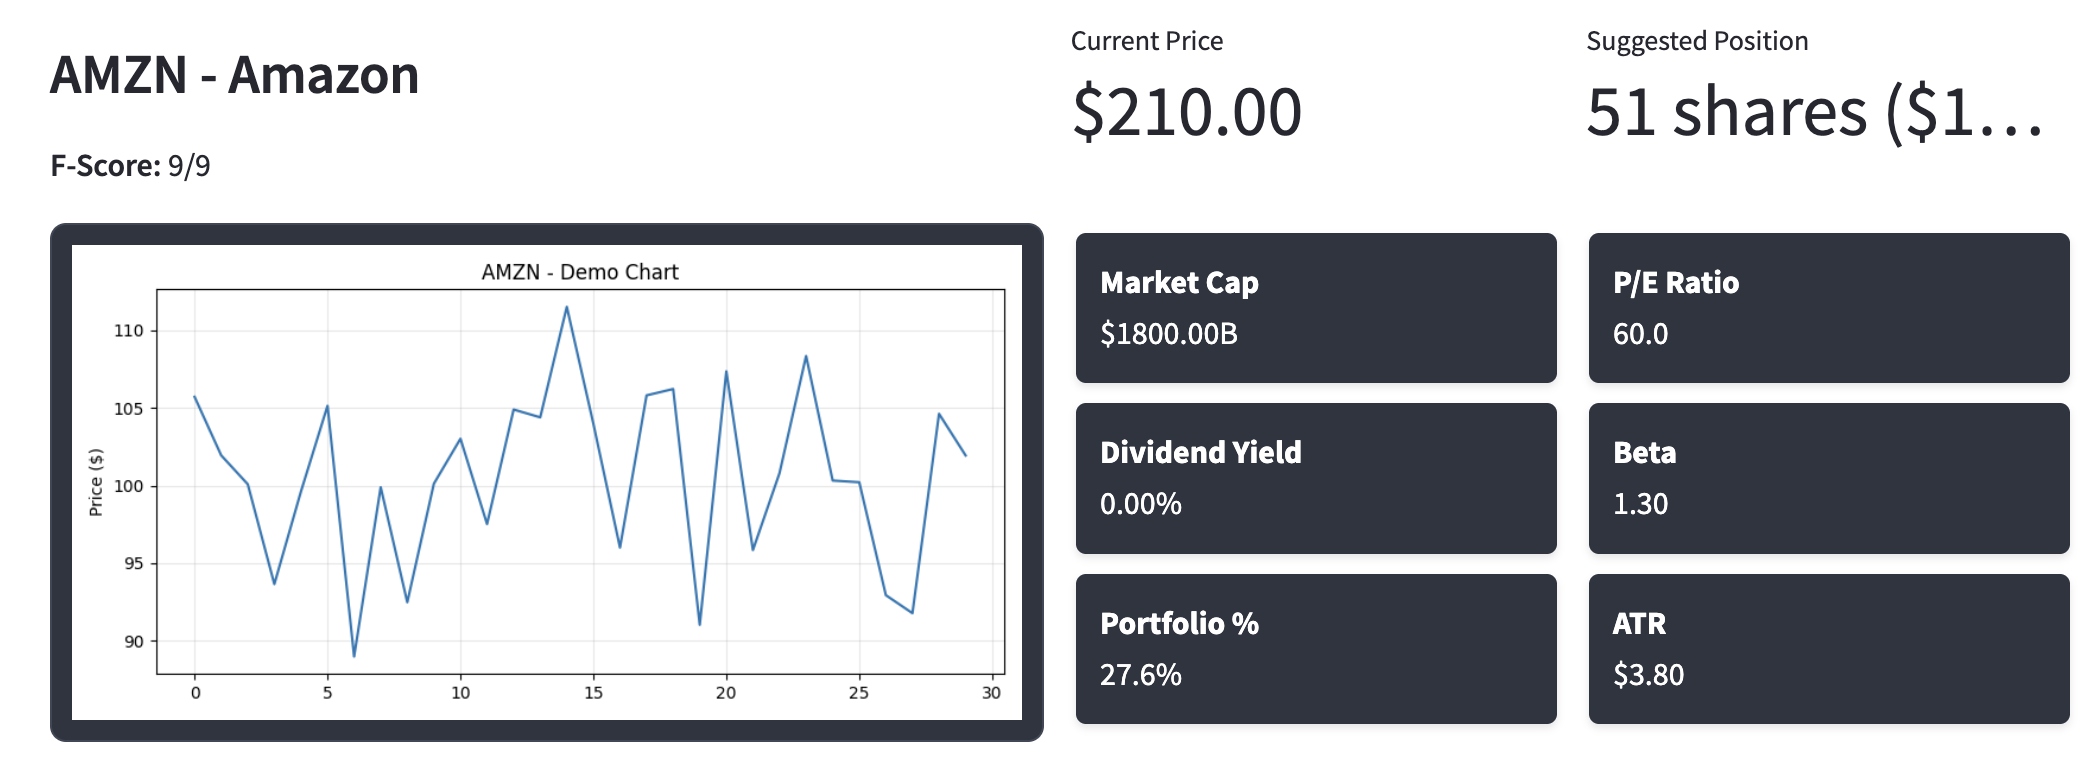 AMZN - Amazon
F-Score: 9/9
Current Price
$210.00
Suggested Position
51 shares ($1…
AMZN - Demo Chart
Price ($)
110
105
100
95
90
0 5 10 15 20 25 30
Market Cap
$1800.00B
P/E Ratio
60.0
Dividend Yield
0.00%
Beta
1.30
Portfolio %
27.6%
ATR
$3.80